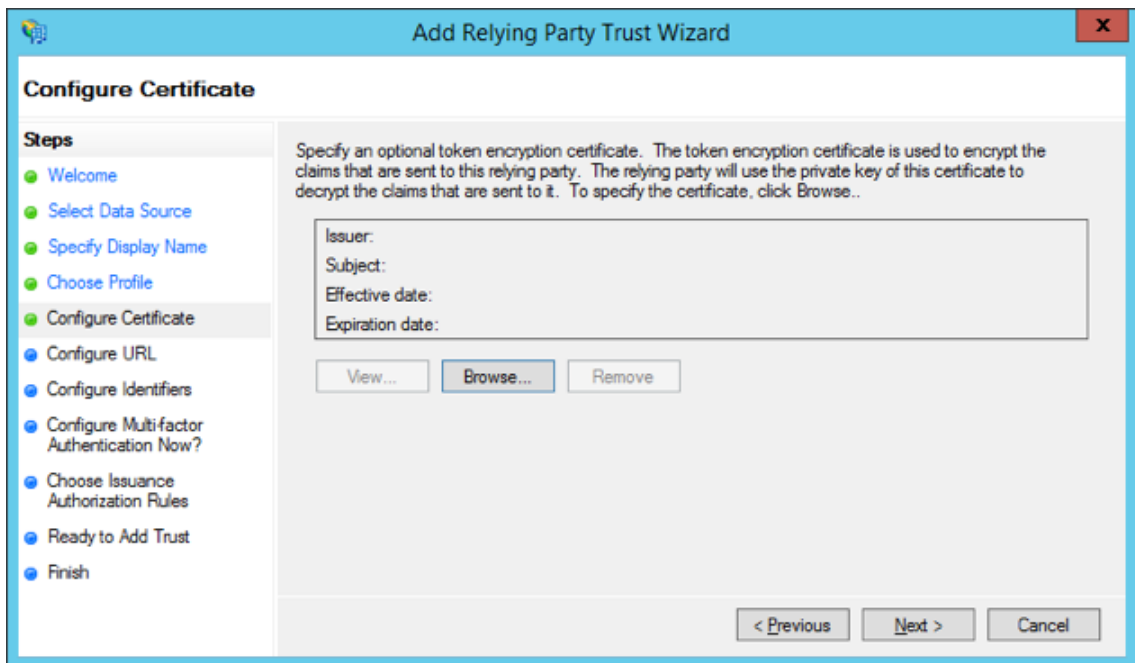 Add Relying Party Trust Wizard
x
Configure Certificate
Steps
Welcome
Select Data Source
Specify Display Name
Choose Profile
Configure Certificate
Configure URL
Configure Identifiers
Configure Multi-factor
Authentication Now?
Choose Issuance
Authorization Rules
Ready to Add Trust
Finish
Specify an optional token encryption certificate.  The token encryption certificate is used to encrypt the
claims that are sent to this relying party.  The relying party will use the private key of this certificate to
decrypt the claims that are sent to it.  To specify the certificate, click Browse..
Issuer:
Subject:
Effective date:
Expiration date:
View...
Browse...
Remove
< Previous
Next >
Cancel